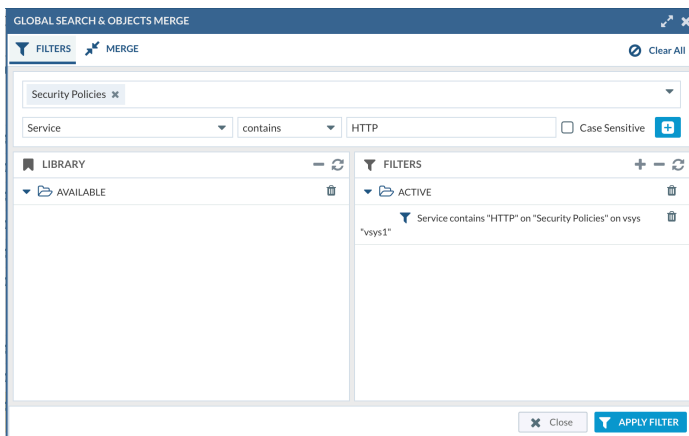 GLOBAL SEARCH & OBJECTS MERGE
FILTERS MERGE Clear All
Security Policies
Service contains HTTP Case Sensitive
LIBRARY
AVAILABLE
FILTERS
ACTIVE
Service contains "HTTP" on "Security Policies" on vsys
"vsys1"
Close APPLY FILTER